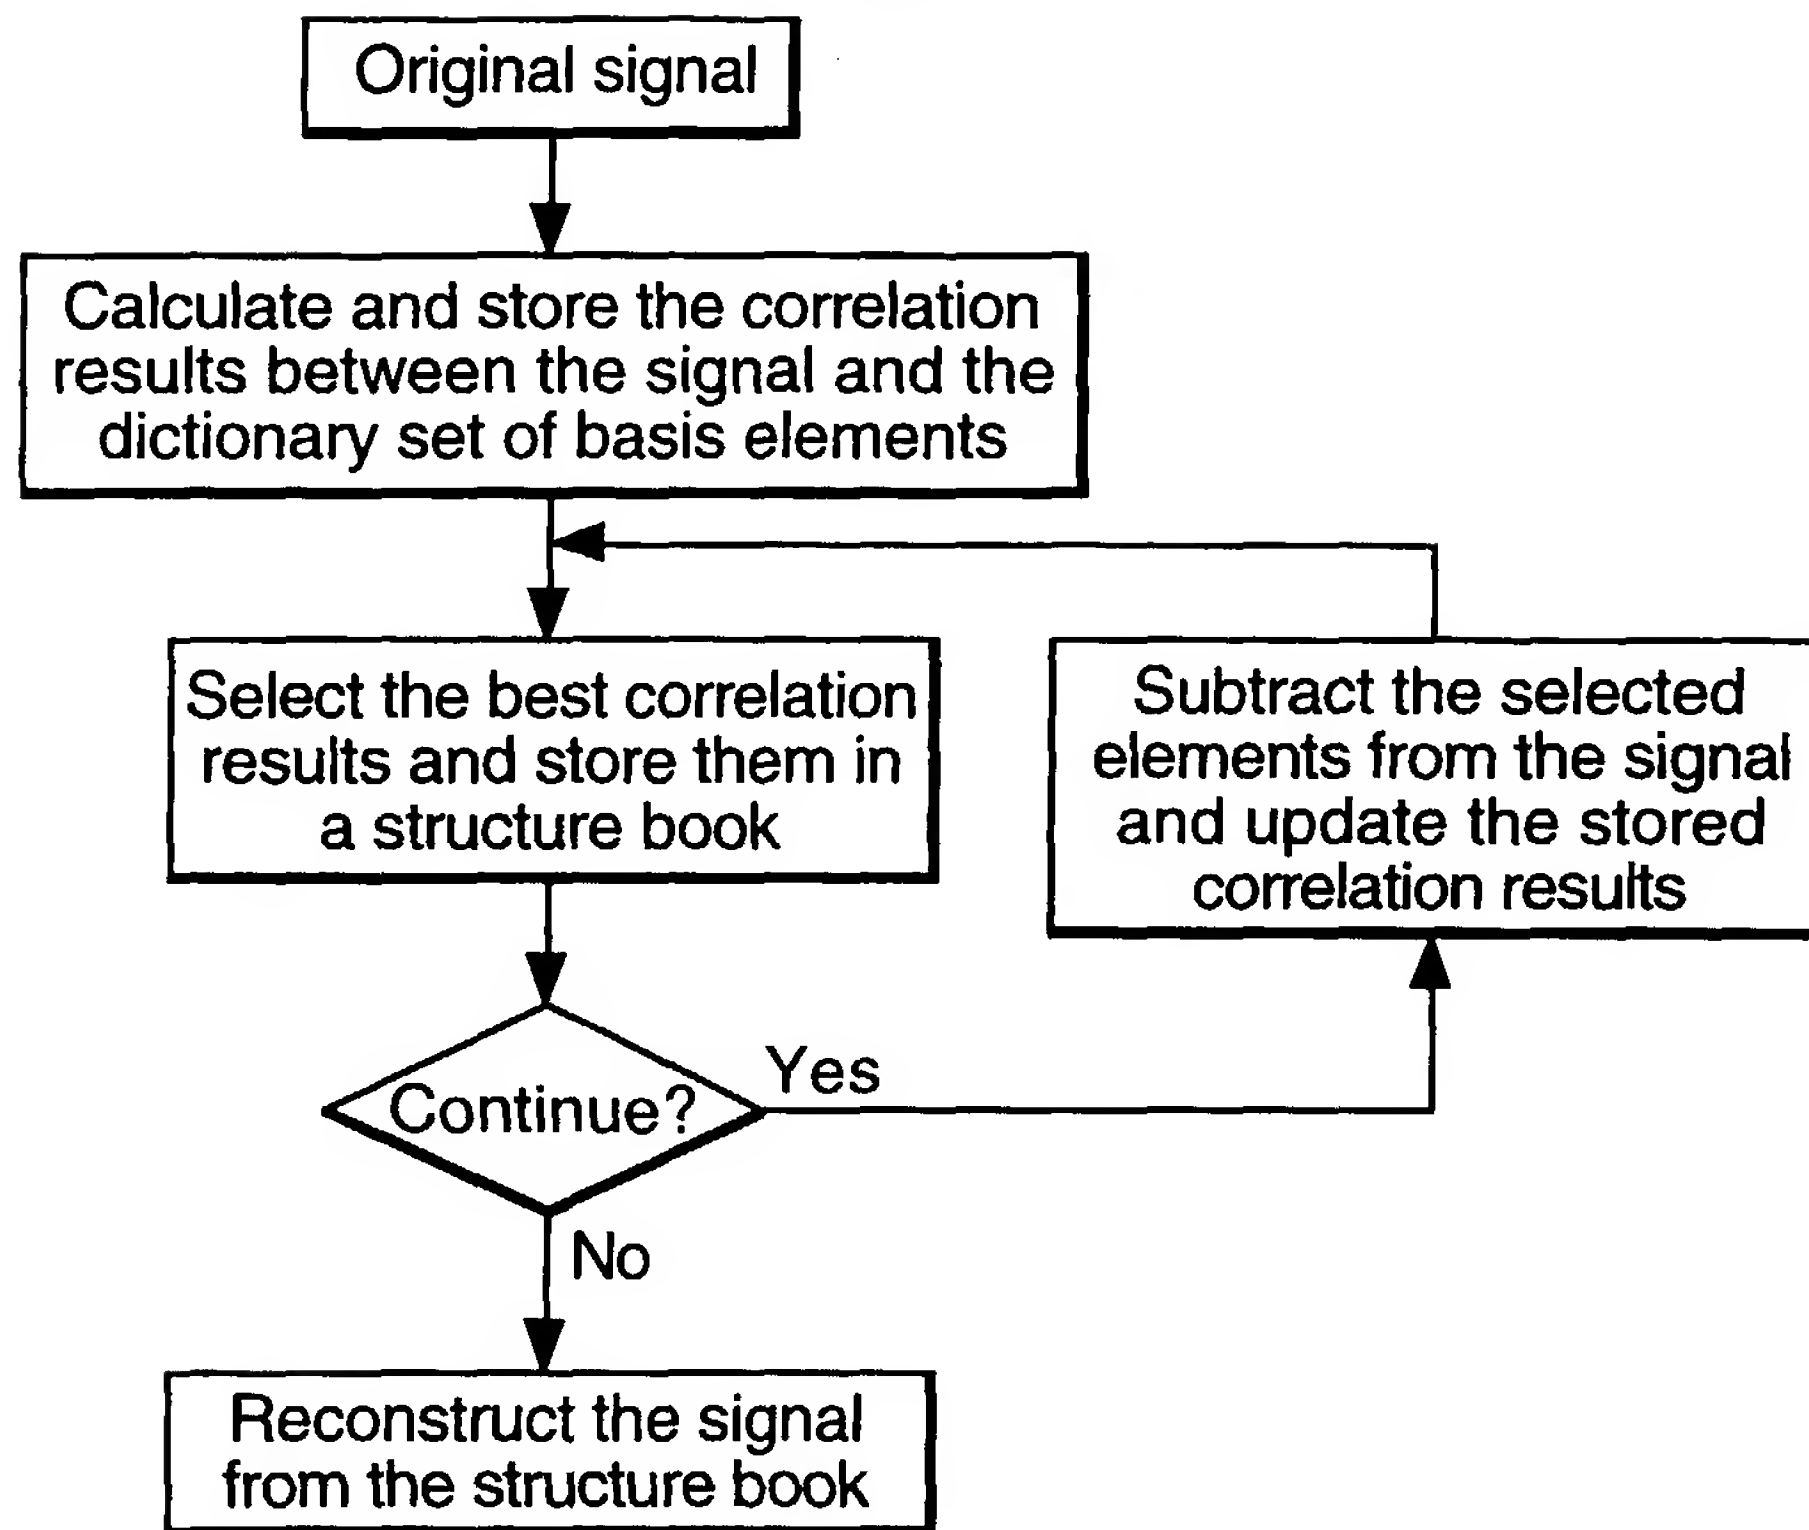 Original signal
Calculate and store the correlation
results between the signal and the
dictionary set of basis elements
Select the best correlation
results and store them in
a structure book
Subtract the selected
elements from the signal
and update the stored
correlation results
Continue?
Yes
No
Reconstruct the signal
from the structure book